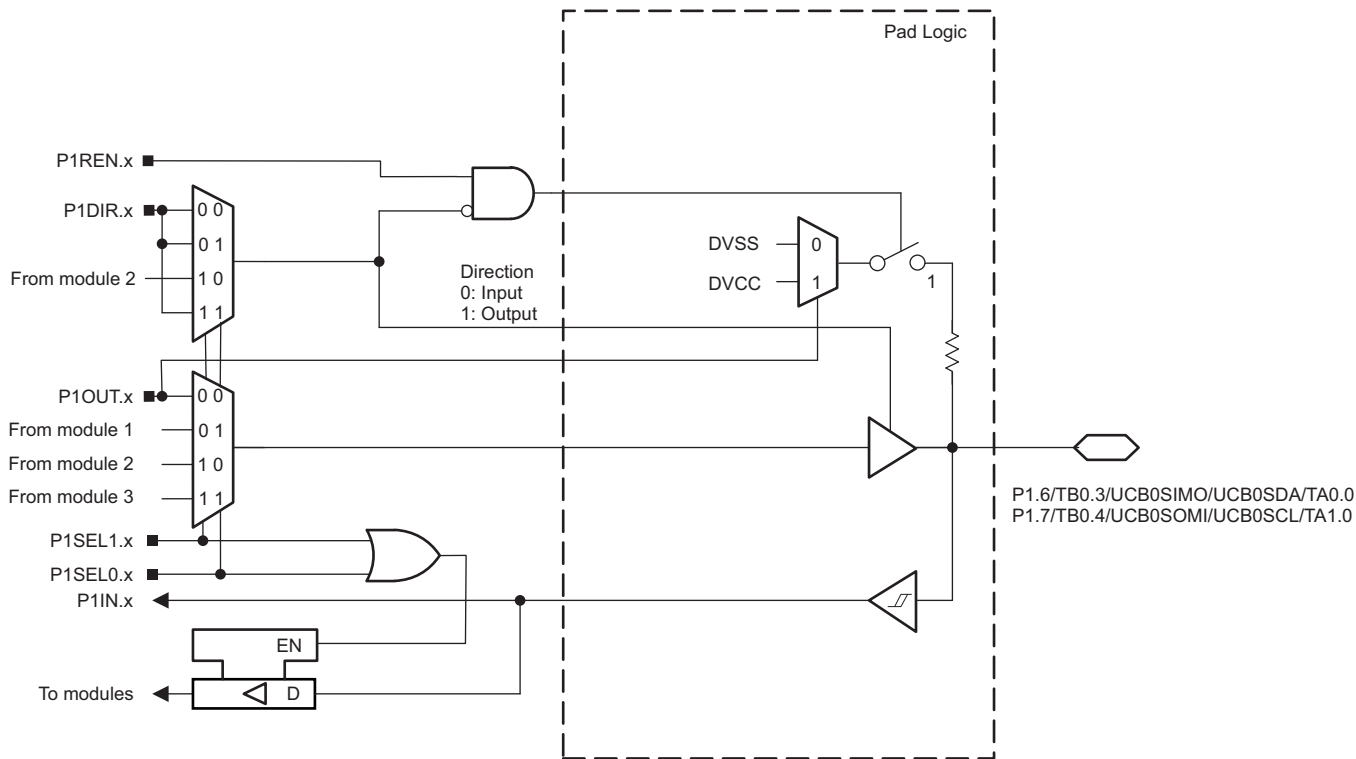 Pad Logic
P1REN.x
P1DIR.x
0 0
0 1
From module 2
1 0
1 1
Direction
0: Input
1: Output
DVSS
0
DVCC
1
1
P1OUT.x
0 0
From module 1
0 1
From module 2
1 0
From module 3
1 1
P1SEL1.x
P1SEL0.x
P1IN.x
EN
To modules
D
P1.6/TB0.3/UCB0SIMO/UCB0SDA/TA0.0
P1.7/TB0.4/UCB0SOMI/UCB0SCL/TA1.0